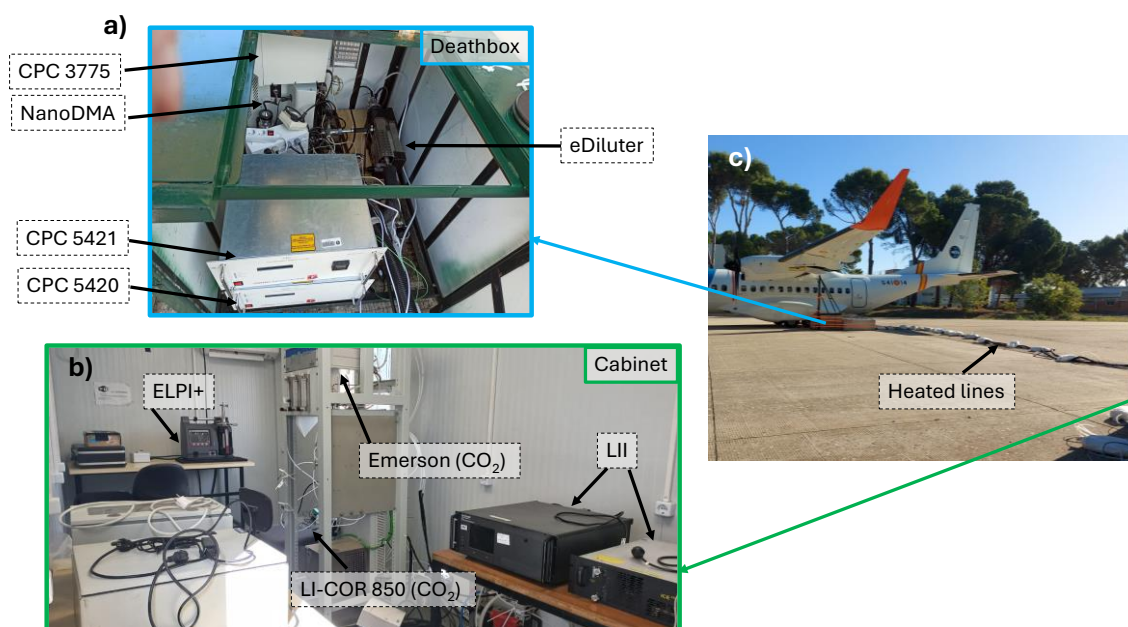 a)
Deathbox
CPC 3775
NanoDMA
eDiluter
CPC 5421
CPC 5420
b)
Cabinet
ELPI+
Emerson (CO₂)
LII
LI-COR 850 (CO₂)
c)
Heated lines